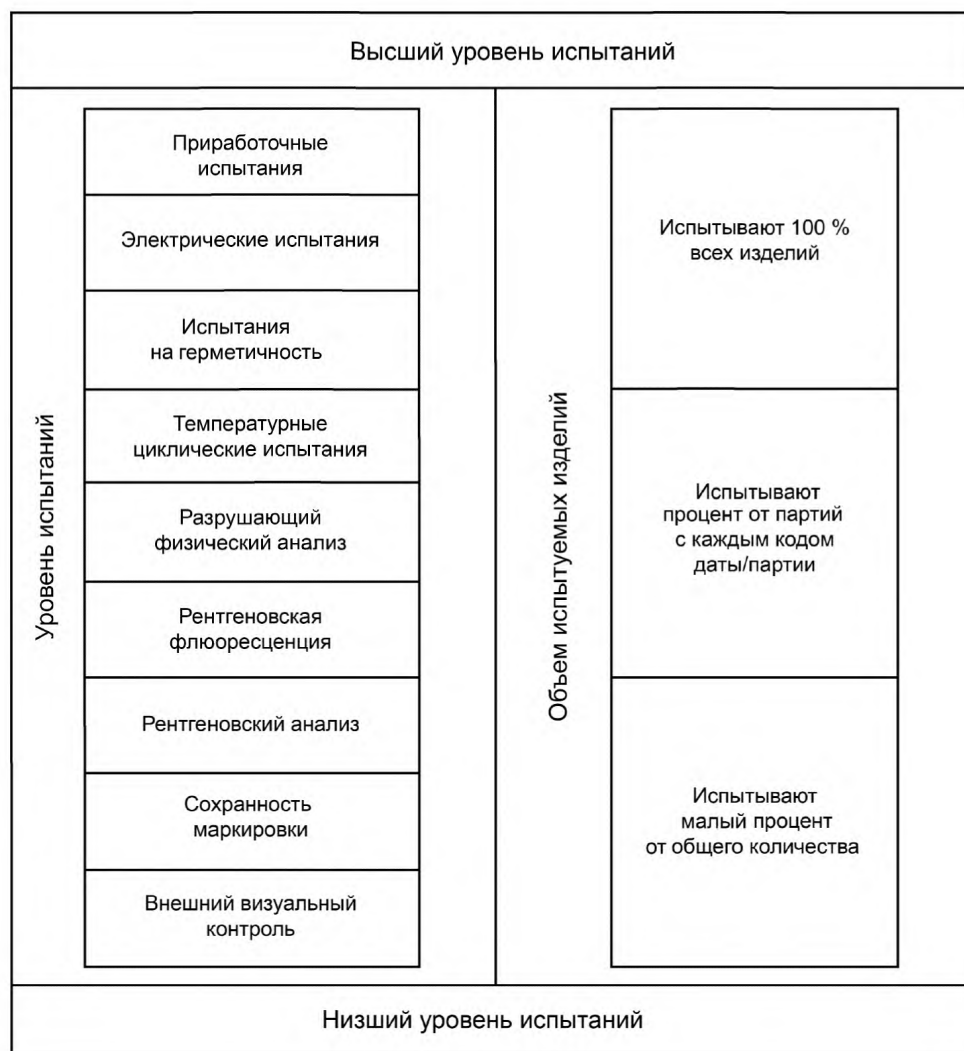 Высший уровень испытаний
Уровень испытаний
Приработочные
испытания
Электрические испытания
Испытания
на герметичность
Температурные
циклические испытания
Разрушающий
физический анализ
Рентгеновская
флюоресценция
Рентгеновский анализ
Сохранность
маркировки
Внешний визуальный
контроль
Объем испытуемых изделий
Испытывают 100 %
всех изделий
Испытывают
процент от партий
с каждым кодом
даты/партии
Испытывают
малый процент
от общего количества
Низший уровень испытаний